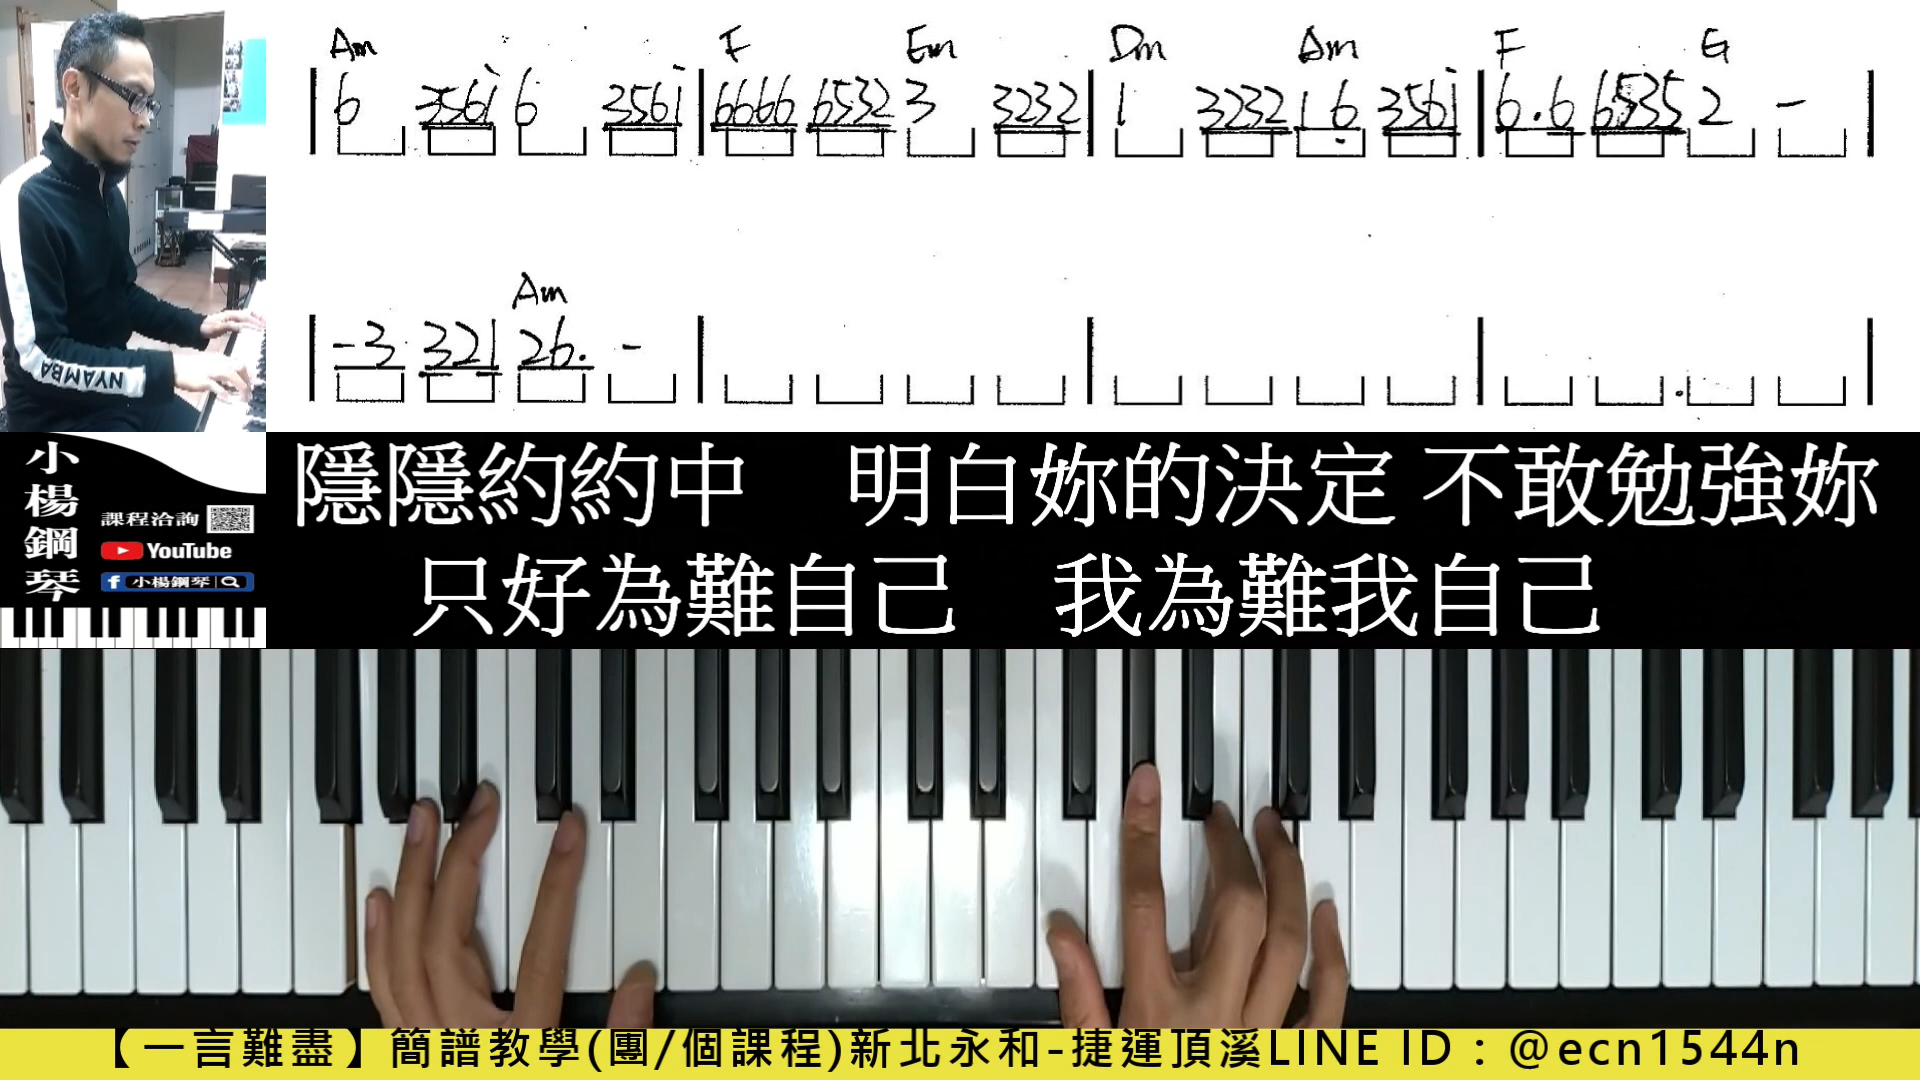 Am F Em Dm Am F G
| 6 3561̇ 6 3561̇ | 6666 6532 3 3232 | 1 3232 16̣ 3561̇ | 6.6 6535 2 - |
Am
| -3 321 26. - |
NYAMBA
小楊鋼琴
課程洽詢
YouTube
小楊鋼琴
隱隱約約中 明白妳的決定 不敢勉強妳
只好為難自己 我為難我自己
【一言難盡】簡譜教學(團/個課程)新北永和-捷運頂溪LINE ID：@ecn1544n